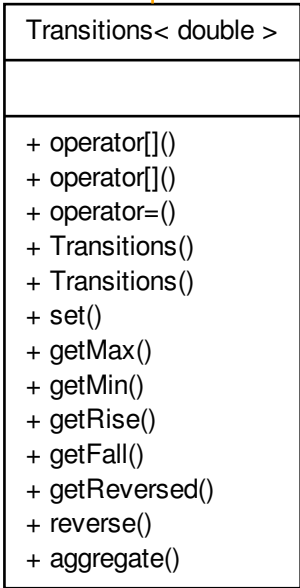 Transitions< double >
+ operator[]()
+ operator[]()
+ operator=()
+ Transitions()
+ Transitions()
+ set()
+ getMax()
+ getMin()
+ getRise()
+ getFall()
+ getReversed()
+ reverse()
+ aggregate()